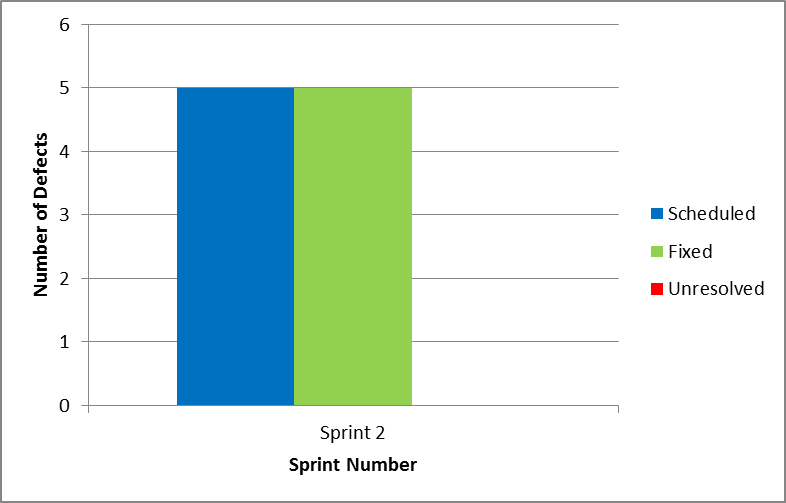 6
5
4
3
2
1
0
Number of Defects
Sprint 2
Sprint Number
Scheduled
Fixed
Unresolved